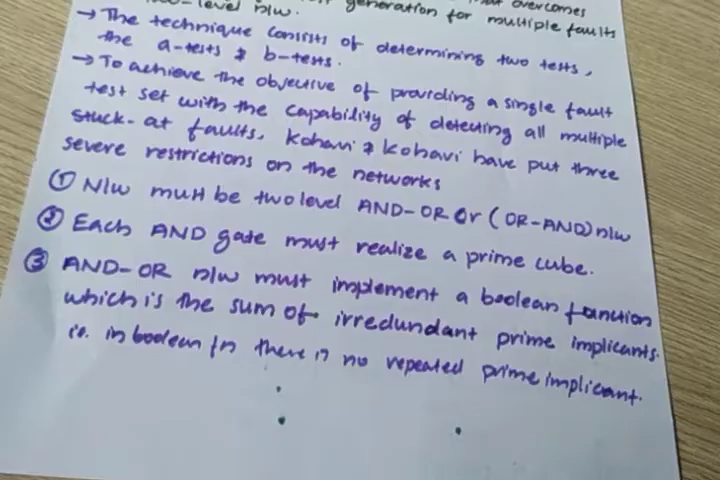 overcomes
-level n/w. generation for multiple faults
→ The technique consists of determining two tests,
the a-tests & b-tests.
→ To achieve the objective of providing a single fault
test set with the capability of detecting all multiple
stuck-at faults, Kohavi & Kohavi have put three
severe restrictions on the networks
① N/w must be two level AND-OR or (OR-AND) n/w
② Each AND gate must realize a prime cube.
③ AND-OR n/w must implement a boolean function
which is the sum of irredundant prime implicants.
i.e. in boolean fn there is no repeated prime implicant.